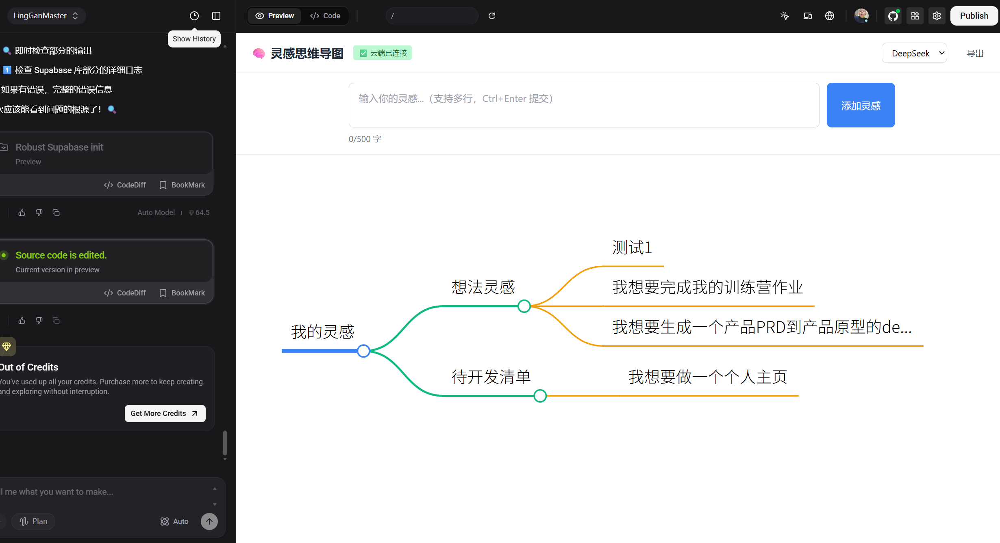 LingGanMaster
Show History
即时检查部分的输出
1 检查 Supabase 库部分的详细日志
如果有错误，完整的错误信息
应该能看到问题的根源了！
Robust Supabase init
Preview
CodeDiff
BookMark
Auto Model
64.5
Source code is edited.
Current version in preview
CodeDiff
BookMark
Out of Credits
You've used up all your credits. Purchase more to keep creating
and exploring without interruption.
Get More Credits
me what you want to make...
Plan
Auto
Preview
Code
/
Publish
灵感思维导图
云端已连接
DeepSeek
导出
输入你的灵感...（支持多行，Ctrl+Enter 提交）
添加灵感
0/500 字
我的灵感
想法灵感
测试1
我想要完成我的训练营作业
我想要生成一个产品PRD到产品原型的de...
待开发清单
我想要做一个个人主页